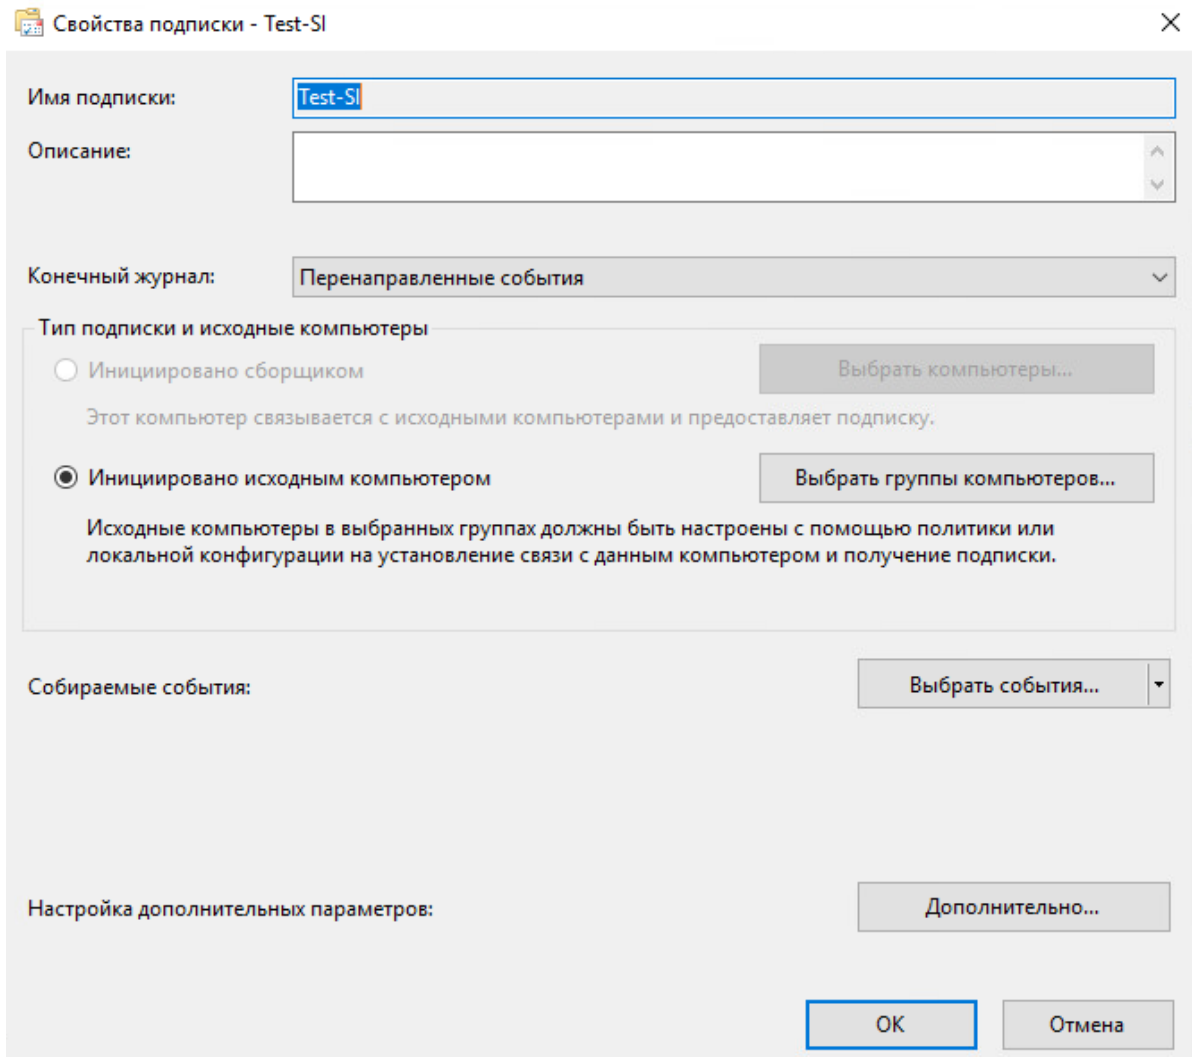 Свойства подписки - Test-SI
Имя подписки:
Test-SI
Описание:
Конечный журнал:
Перенаправленные события
Тип подписки и исходные компьютеры
Инициировано сборщиком
Выбрать компьютеры...
Этот компьютер связывается с исходными компьютерами и предоставляет подписку.
Инициировано исходным компьютером
Выбрать группы компьютеров...
Исходные компьютеры в выбранных группах должны быть настроены с помощью политики или
локальной конфигурации на установление связи с данным компьютером и получение подписки.
Собираемые события:
Выбрать события...
Настройка дополнительных параметров:
Дополнительно...
ОК
Отмена